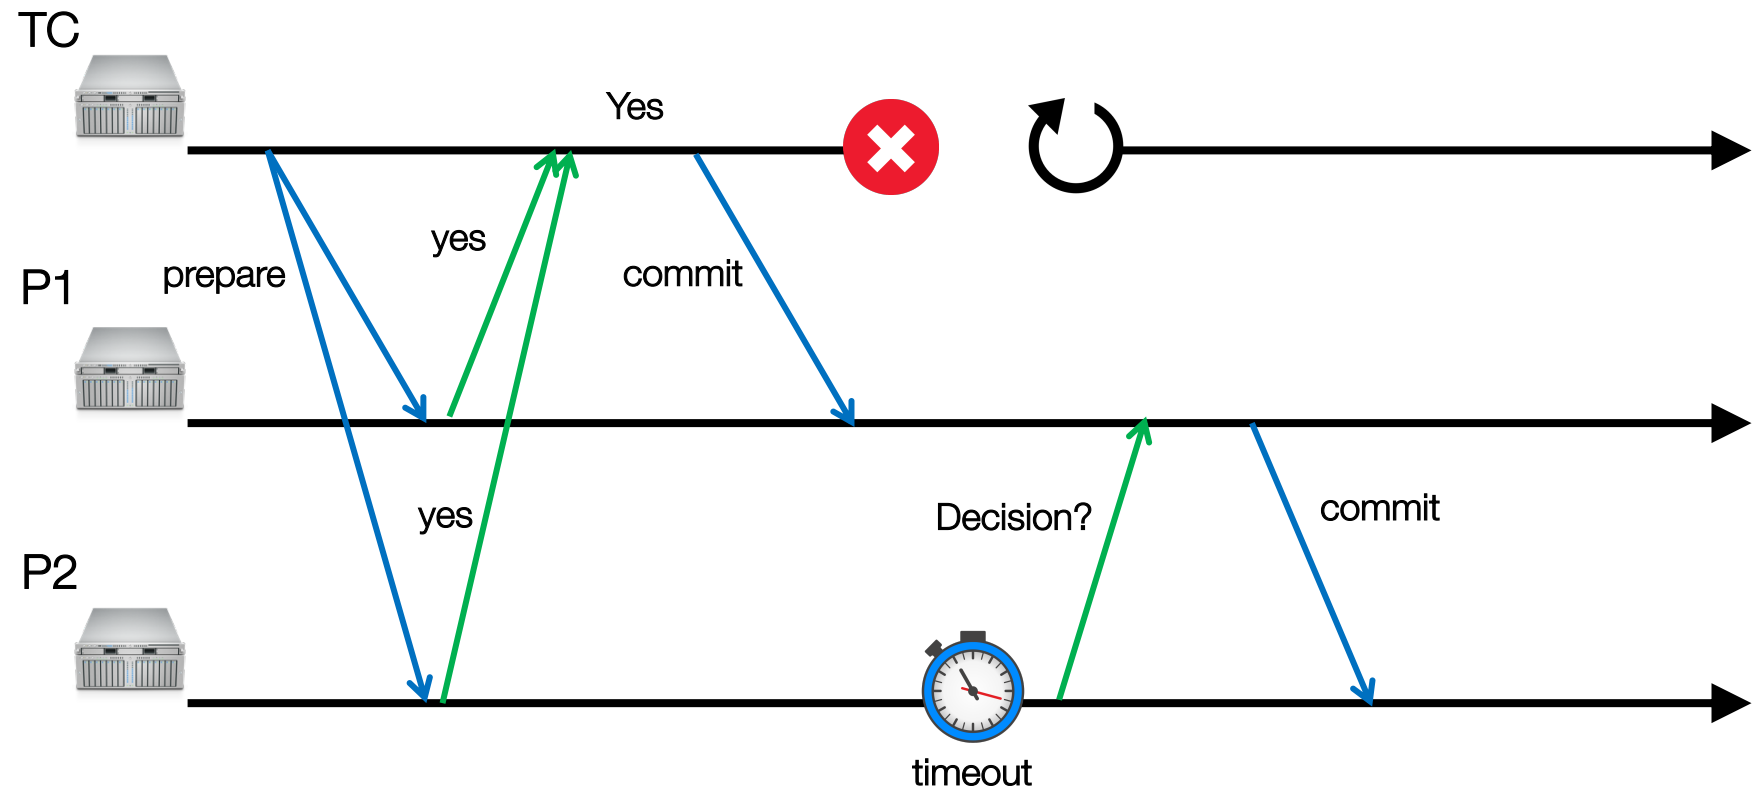 TC
Yes
yes
prepare
commit
P1
yes
Decision?
commit
P2
timeout